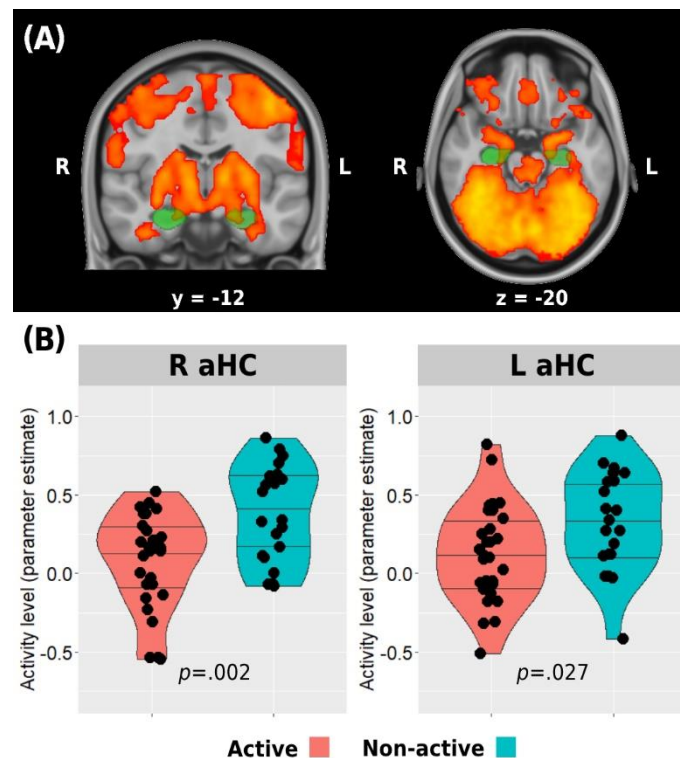 (A)
R
L
R
L
y = -12
z = -20
(B)
R aHC
L aHC
Activity level (parameter estimate)
1.0
0.5
0.0
-0.5
p=.002
Activity level (parameter estimate)
1.0
0.5
0.0
-0.5
p=.027
Active
Non-active